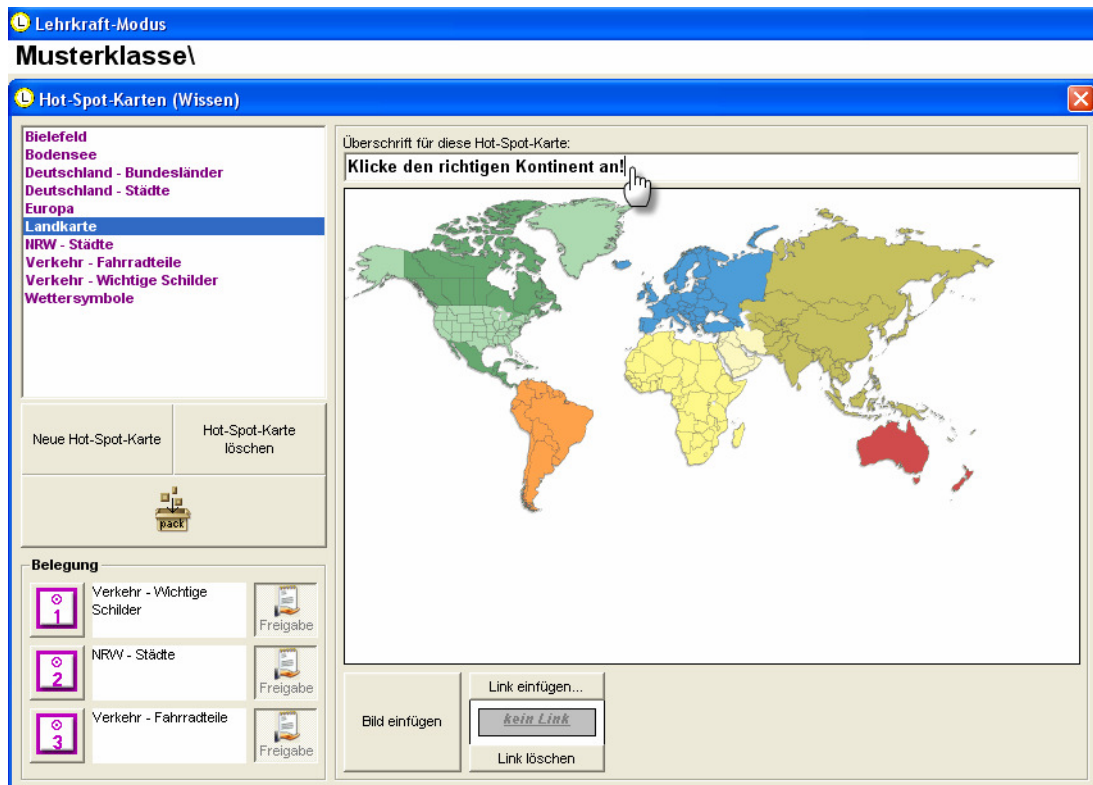 Lehrkraft-Modus
Musterklasse\
Hot-Spot-Karten (Wissen)
Bielefeld
Bodensee
Deutschland - Bundesländer
Deutschland - Städte
Europa
Landkarte
NRW - Städte
Verkehr - Fahrradteile
Verkehr - Wichtige Schilder
Wettersymbole
Neue Hot-Spot-Karte
Hot-Spot-Karte
löschen
pack
Belegung
1
Verkehr - Wichtige
Schilder
Freigabe
2
NRW - Städte
Freigabe
3
Verkehr - Fahrradteile
Freigabe
Überschrift für diese Hot-Spot-Karte:
Klicke den richtigen Kontinent an!
Bild einfügen
Link einfügen...
kein Link
Link löschen